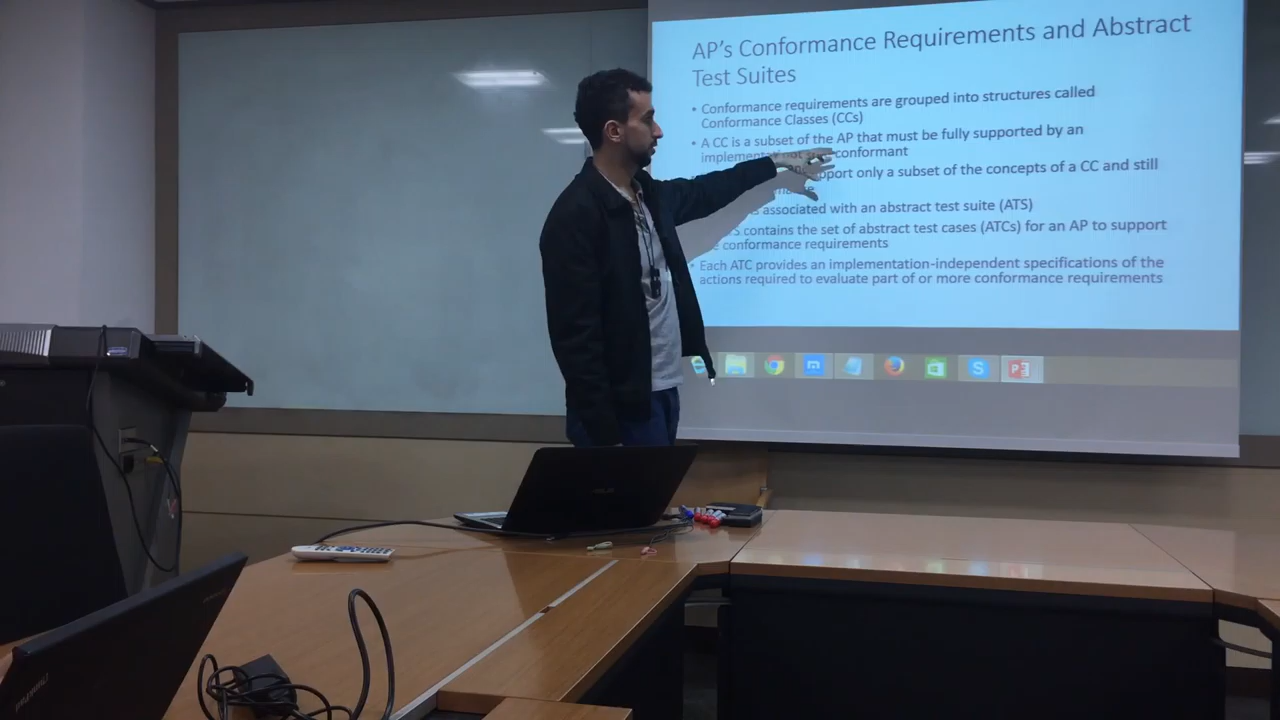 AP's Conformance Requirements and Abstract
Test Suites
• Conformance requirements are grouped into structures called
Conformance Classes (CCs)
• A CC is a subset of the AP that must be fully supported by an
conformant
only a subset of the concepts of a CC and still
associated with an abstract test suite (ATS)
contains the set of abstract test cases (ATCs) for an AP to support
conformance requirements
• Each ATC provides an implementation-independent specifications of the
actions required to evaluate part of or more conformance requirements
ASUS
ThinkPad